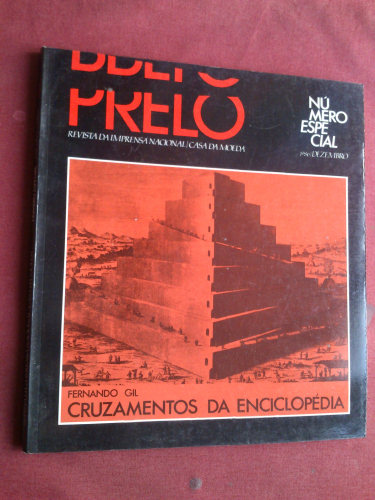 PRELO
REVISTA DA IMPRENSA NACIONAL / CASA DA MOEDA
NÚ
MERO
ESPE
CIAL
DEZEMBRO
FERNANDO GIL
CRUZAMENTOS DA ENCICLOPÉDIA